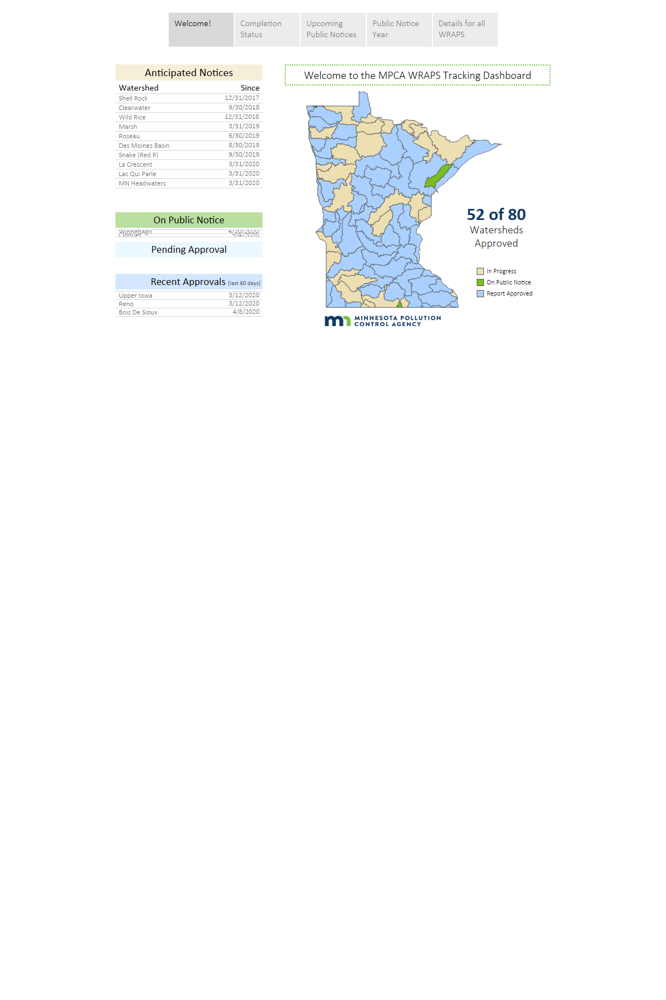 Welcome!
Completion
Status
Upcoming
Public Notices
Public Notice
Year
Details for all
WRAPS
Anticipated Notices
Watershed Since
Shell Rock 12/31/2017
Clearwater 9/30/2018
Wild Rice 12/31/2018
Marsh 3/31/2019
Roseau 6/30/2019
Des Moines Basin 8/30/2019
Snake (Red R) 9/30/2019
La Crescent 3/31/2020
Lac Qui Parle 3/31/2020
MN Headwaters 3/31/2020
On Public Notice
Winnebago 4/20/2020
Cloquet 5/4/2020
Pending Approval
Recent Approvals (last 60 days)
Upper Iowa 3/12/2020
Reno 3/12/2020
Bois De Sioux 4/8/2020
Welcome to the MPCA WRAPS Tracking Dashboard
52 of 80
Watersheds
Approved
In Progress
On Public Notice
Report Approved
mn MINNESOTA POLLUTION
CONTROL AGENCY